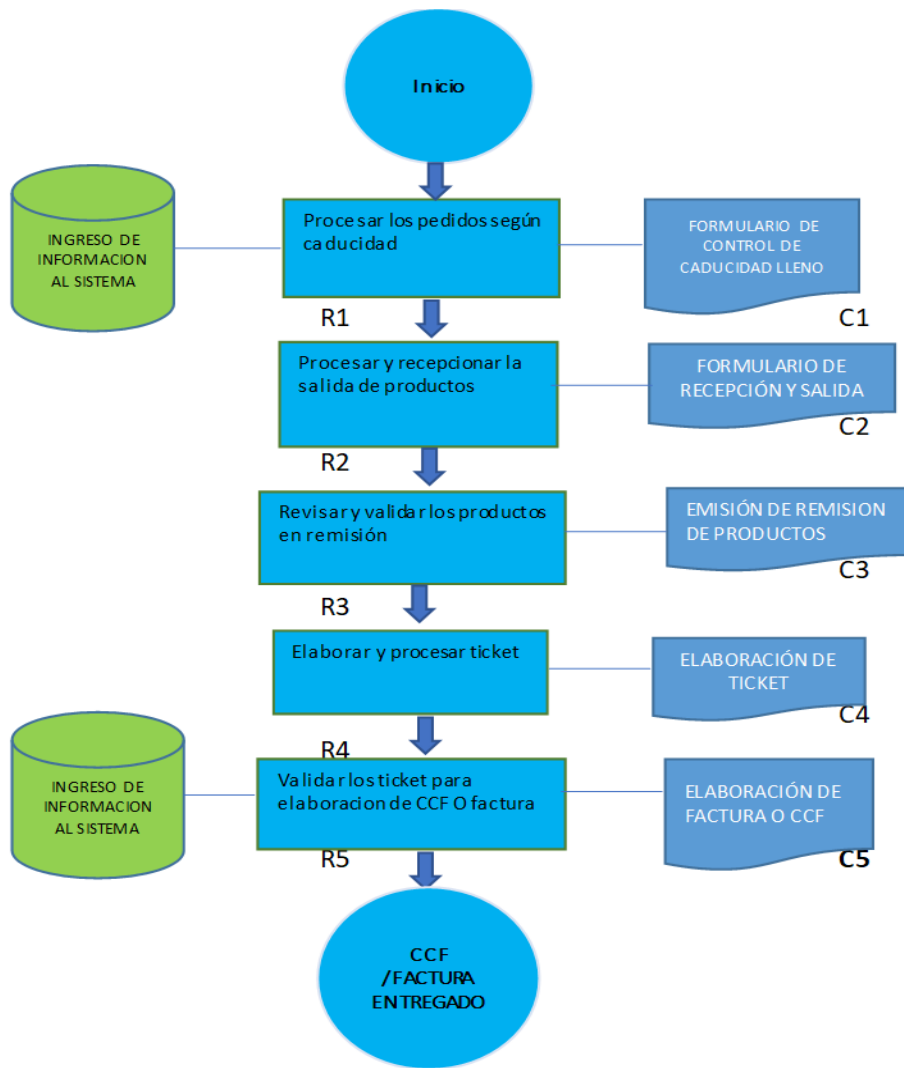 Inicio
INGRESO DE
INFORMACION
AL SISTEMA
Procesar los pedidos según
caducidad
FORMULARIO DE
CONTROL DE
CADUCIDAD LLENO
R1
C1
Procesar y recepcionar la
salida de productos
FORMULARIO DE
RECEPCIÓN Y SALIDA
C2
R2
Revisar y validar los productos
en remisión
EMISIÓN DE REMISION
DE PRODUCTOS
C3
R3
Elaborar y procesar ticket
ELABORACIÓN DE
TICKET
C4
R4
INGRESO DE
INFORMACION
AL SISTEMA
Validar los ticket para
elaboracion de CCF O factura
ELABORACIÓN DE
FACTURA O CCF
R5
C5
CCF
/FACTURA
ENTREGADO